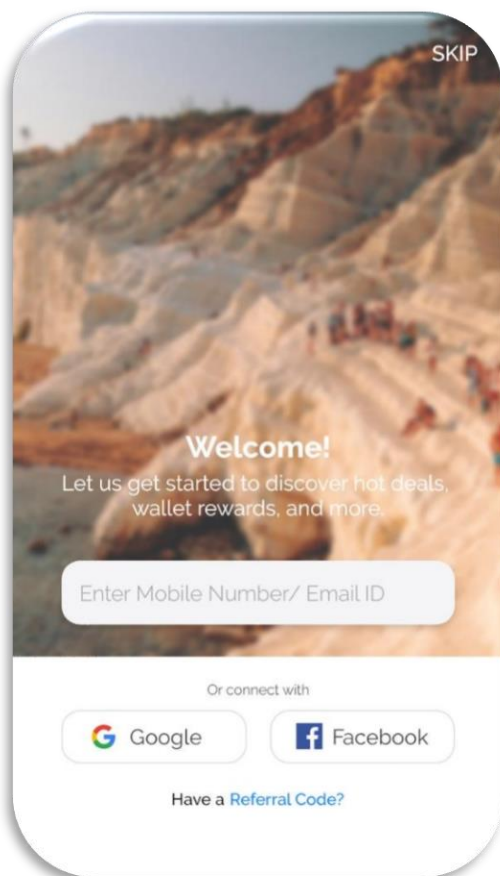 SKIP
Welcome!
Let us get started to discover hot deals,
wallet rewards, and more.
Enter Mobile Number/ Email ID
Or connect with
Google
Facebook
Have a Referral Code?